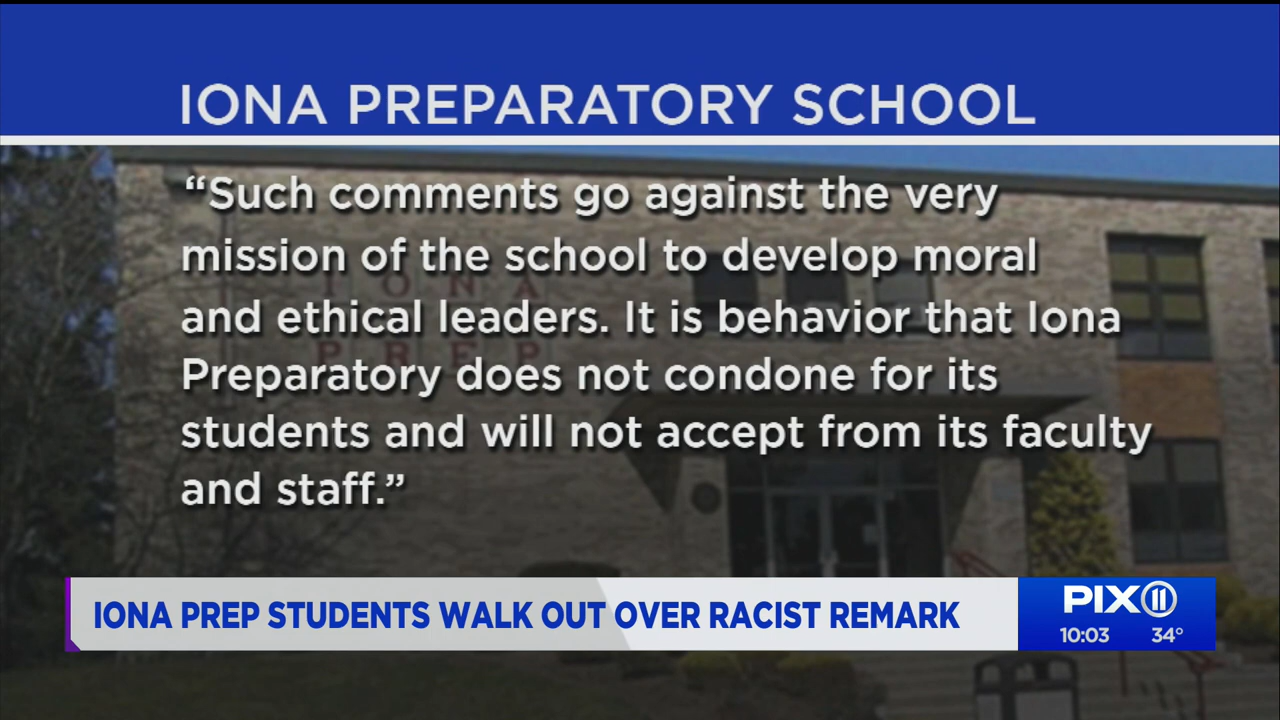 IONA PREPARATORY SCHOOL
“Such comments go against the very
mission of the school to develop moral
and ethical leaders. It is behavior that Iona
Preparatory does not condone for its
students and will not accept from its faculty
and staff.”
IONA
PREP
IONA PREP STUDENTS WALK OUT OVER RACIST REMARK
PIX11
10:03 34°